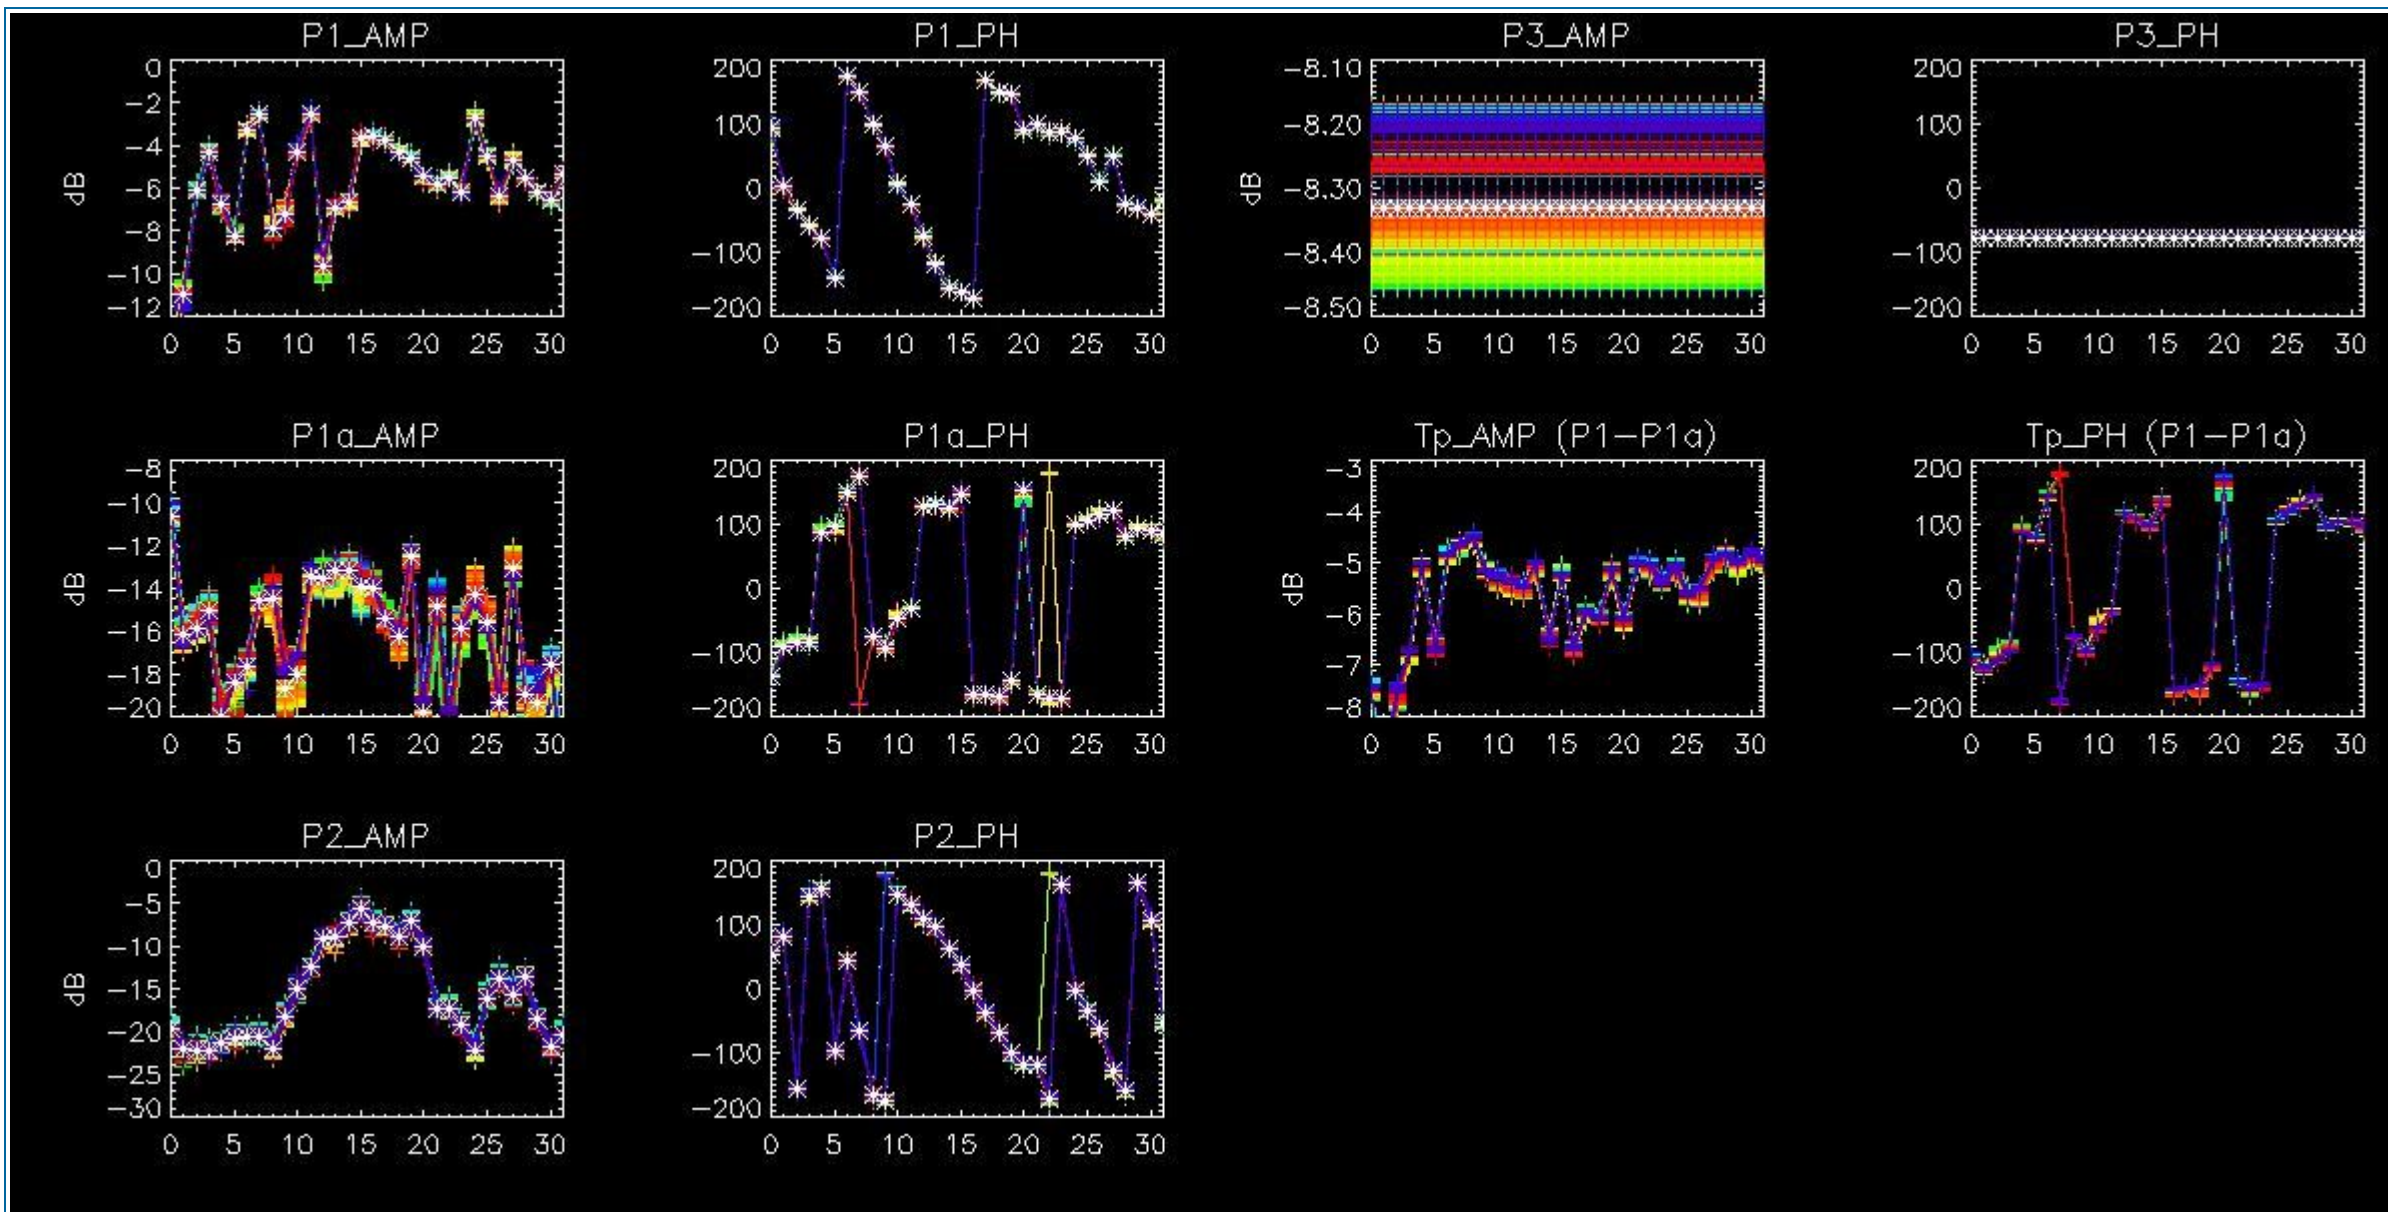 P1_AMP
0
−2
−4
−6
−8
−10
−12
dB
0 5 10 15 20 25 30
P1_PH
200
100
0
−100
−200
0 5 10 15 20 25 30
P3_AMP
−8.10
−8.20
−8.30
−8.40
−8.50
dB
0 5 10 15 20 25 30
P3_PH
200
100
0
−100
−200
0 5 10 15 20 25 30
P1a_AMP
−8
−10
−12
−14
−16
−18
−20
dB
0 5 10 15 20 25 30
P1a_PH
200
100
0
−100
−200
0 5 10 15 20 25 30
Tp_AMP (P1−P1a)
−3
−4
−5
−6
−7
−8
dB
0 5 10 15 20 25 30
Tp_PH (P1−P1a)
200
100
0
−100
−200
0 5 10 15 20 25 30
P2_AMP
0
−5
−10
−15
−20
−25
−30
dB
0 5 10 15 20 25 30
P2_PH
200
100
0
−100
−200
0 5 10 15 20 25 30